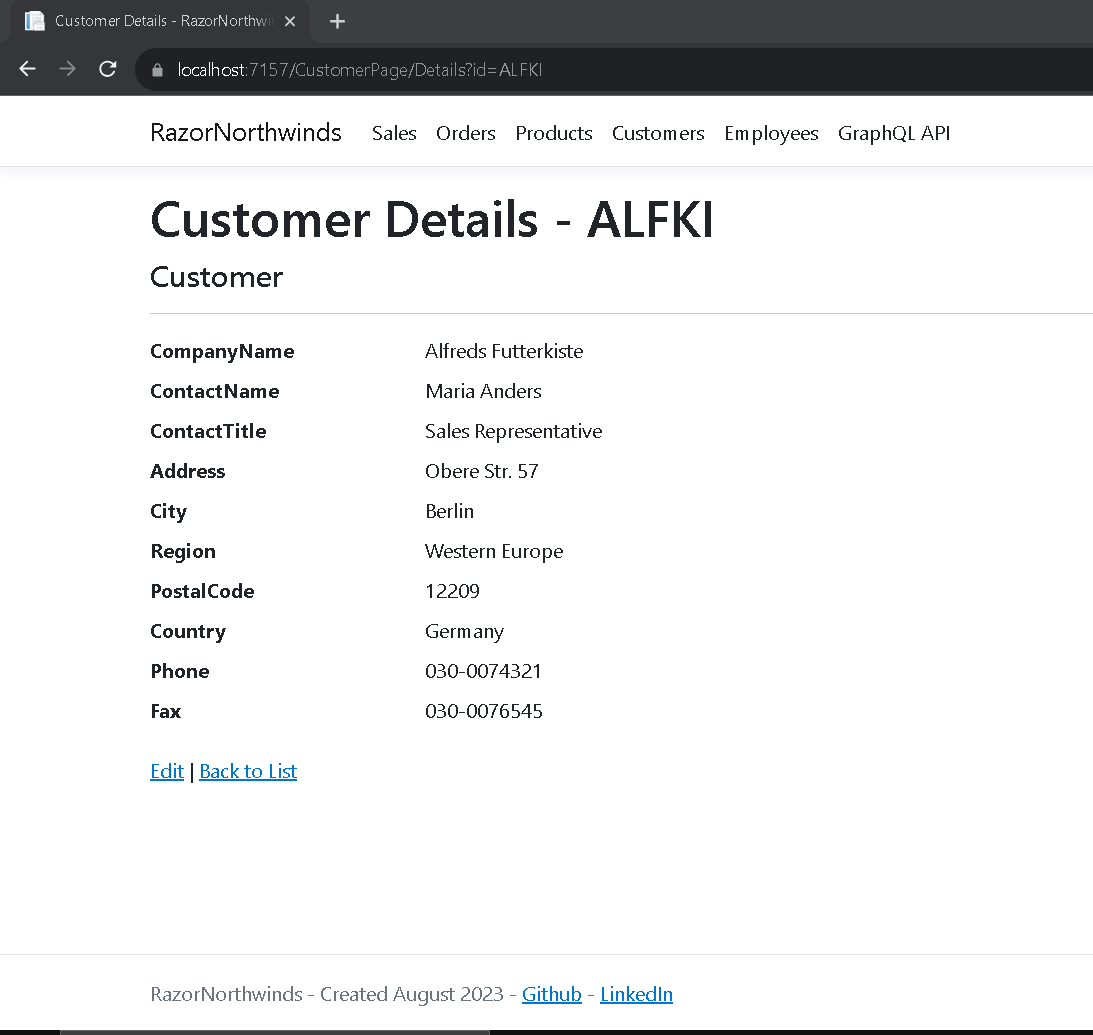 Customer Details - RazorNorthwi
localhost:7157/CustomerPage/Details?id=ALFKI
RazorNorthwinds Sales Orders Products Customers Employees GraphQL API
Customer Details - ALFKI
Customer
CompanyName Alfreds Futterkiste
ContactName Maria Anders
ContactTitle Sales Representative
Address Obere Str. 57
City Berlin
Region Western Europe
PostalCode 12209
Country Germany
Phone 030-0074321
Fax 030-0076545
Edit | Back to List
RazorNorthwinds - Created August 2023 - Github - LinkedIn